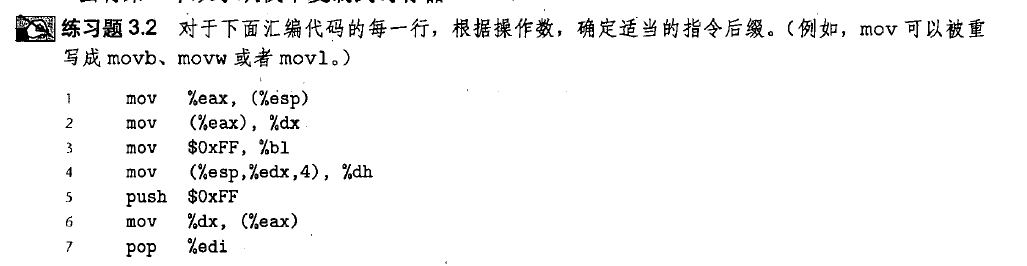 练习题 3.2 对于下面汇编代码的每一行，根据操作数，确定适当的指令后缀。（例如，mov 可以被重
写成 movb、movw 或者 movl。）
1 mov %eax, (%esp)
2 mov (%eax), %dx
3 mov $0xFF, %bl
4 mov (%esp,%edx,4), %dh
5 push $0xFF
6 mov %dx, (%eax)
7 pop %edi